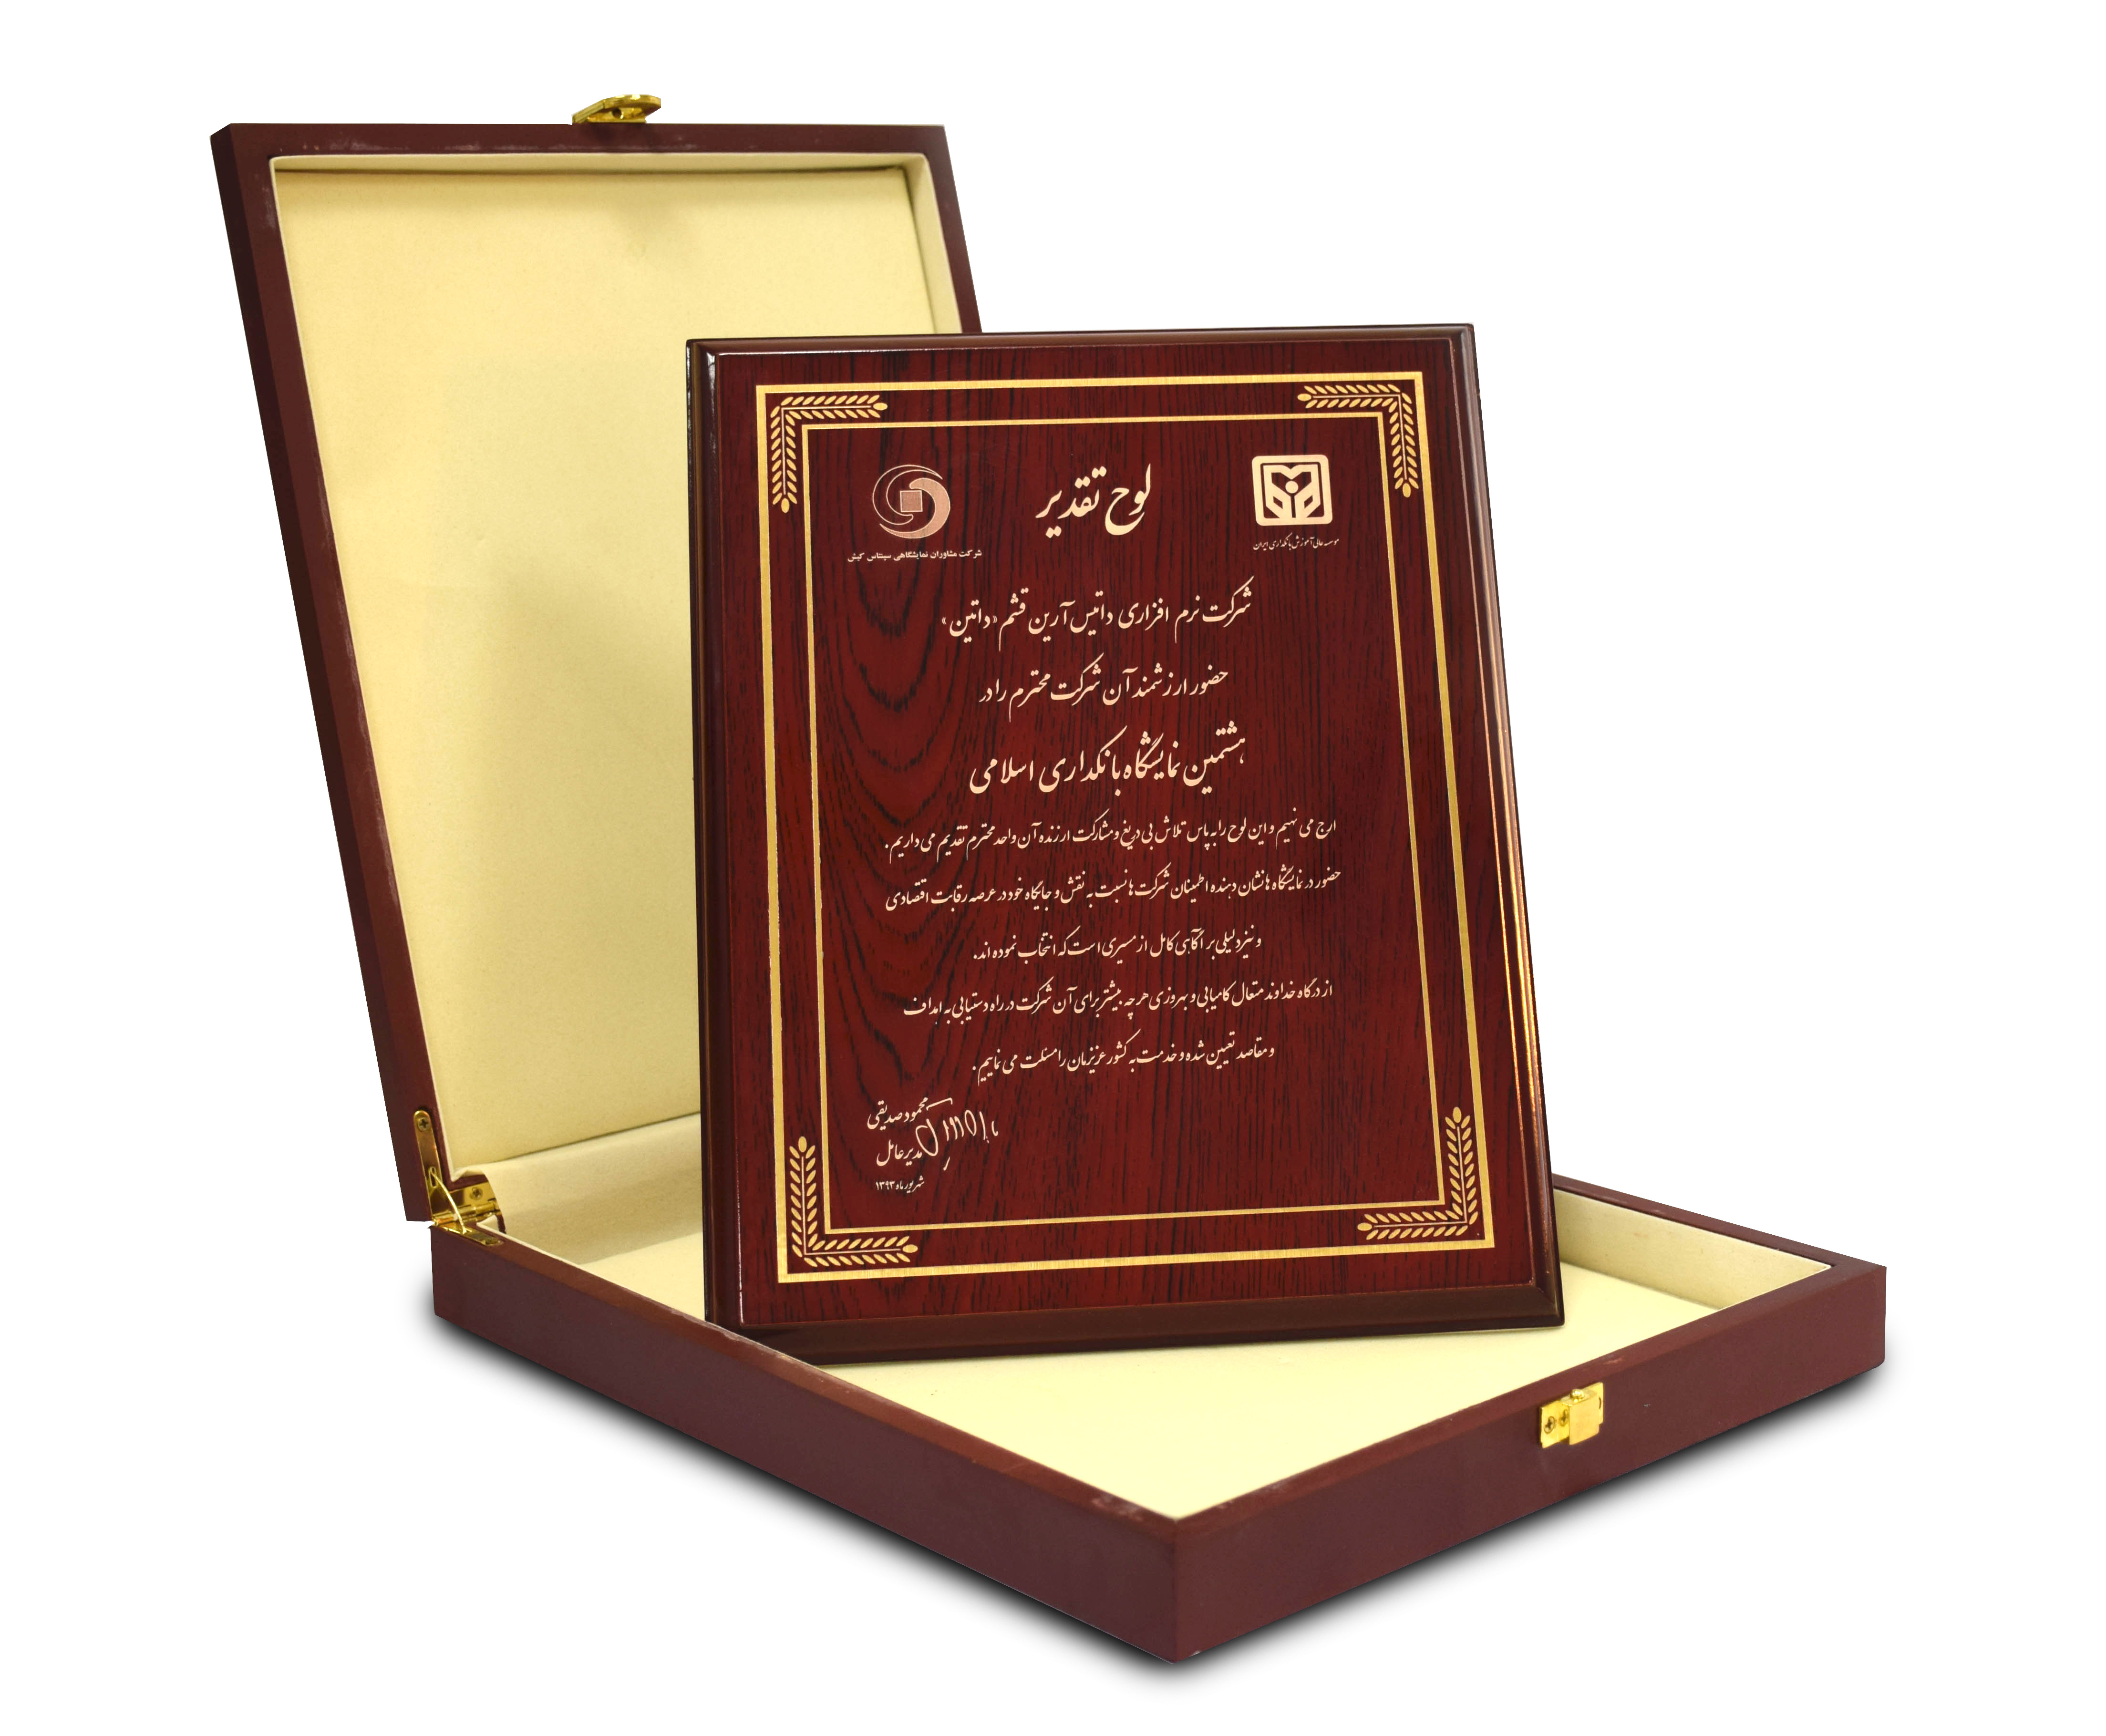 لوح تقدیر
موسسه عالی آموزش بانکداری ایران
شرکت مشاوران نمایشگاهی سیتتاس کیش
شرکت نرم افزاری داتیس آرین قشم «داتین»
حضور ارزشمند آن شرکت محترم را در
هشتمین نمایشگاه بانکداری اسلامی
ارج می نهیم و این لوح را به پاس تلاش بی دریغ و مشارکت ارزنده آن واحد محترم تقدیم می داریم.
حضور در نمایشگاه ها نشان دهنده اطمینان شرکت ها نسبت به نقش و جایگاه خود در عرصه رقابت اقتصادی
و نیز دلیلی بر آگاهی کامل از مسیری است که انتخاب نموده اند.
از درگاه خداوند متعال کامیابی و بهروزی هر چه بیشتر برای آن شرکت در راه دستیابی به اهداف
و مقاصد تعیین شده و خدمت به کشور عزیزمان را مسئلت می نماییم.
محمود صدیقی
مدیر عامل
شهریور ماه ۱۳۹۳